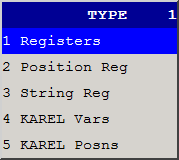 TYPE 1
1 Registers
2 Position Reg
3 String Reg
4 KAREL Vars
5 KAREL Posns